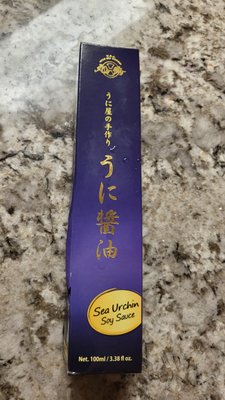 うに屋の手作り
うに醬油
Sea Urchin
Soy Sauce
Net. 100ml / 3.38 fl oz.